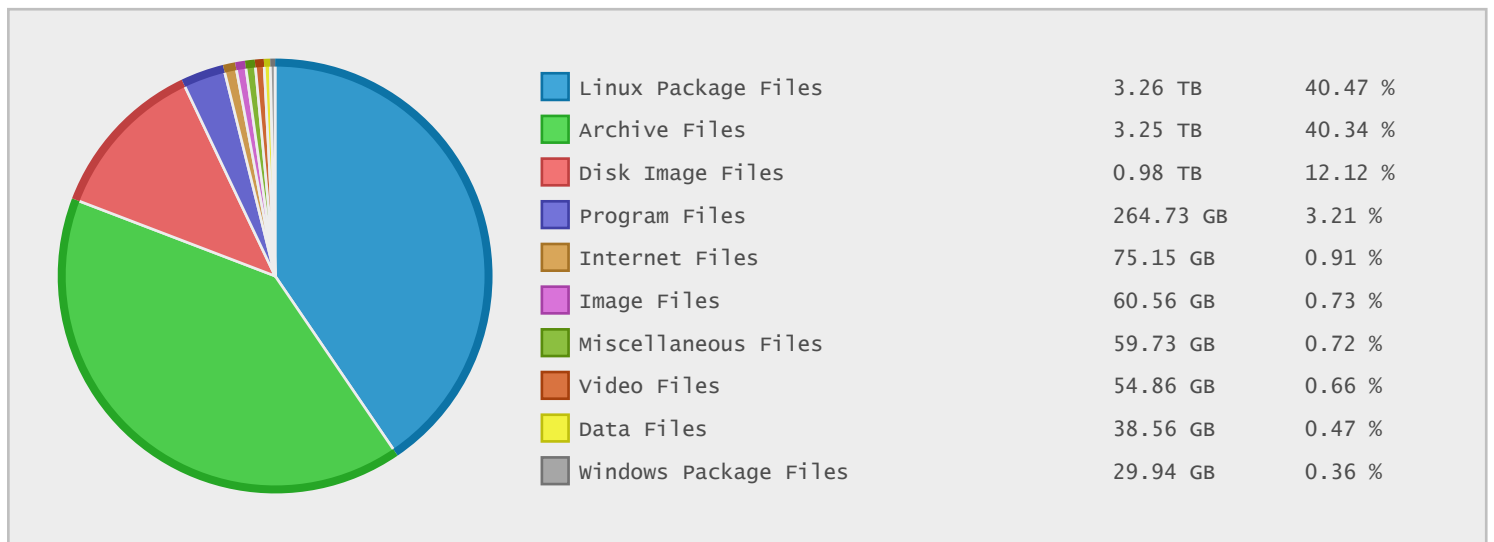 Linux Package Files 3.26 TB 40.47 %
Archive Files 3.25 TB 40.34 %
Disk Image Files 0.98 TB 12.12 %
Program Files 264.73 GB 3.21 %
Internet Files 75.15 GB 0.91 %
Image Files 60.56 GB 0.73 %
Miscellaneous Files 59.73 GB 0.72 %
Video Files 54.86 GB 0.66 %
Data Files 38.56 GB 0.47 %
Windows Package Files 29.94 GB 0.36 %